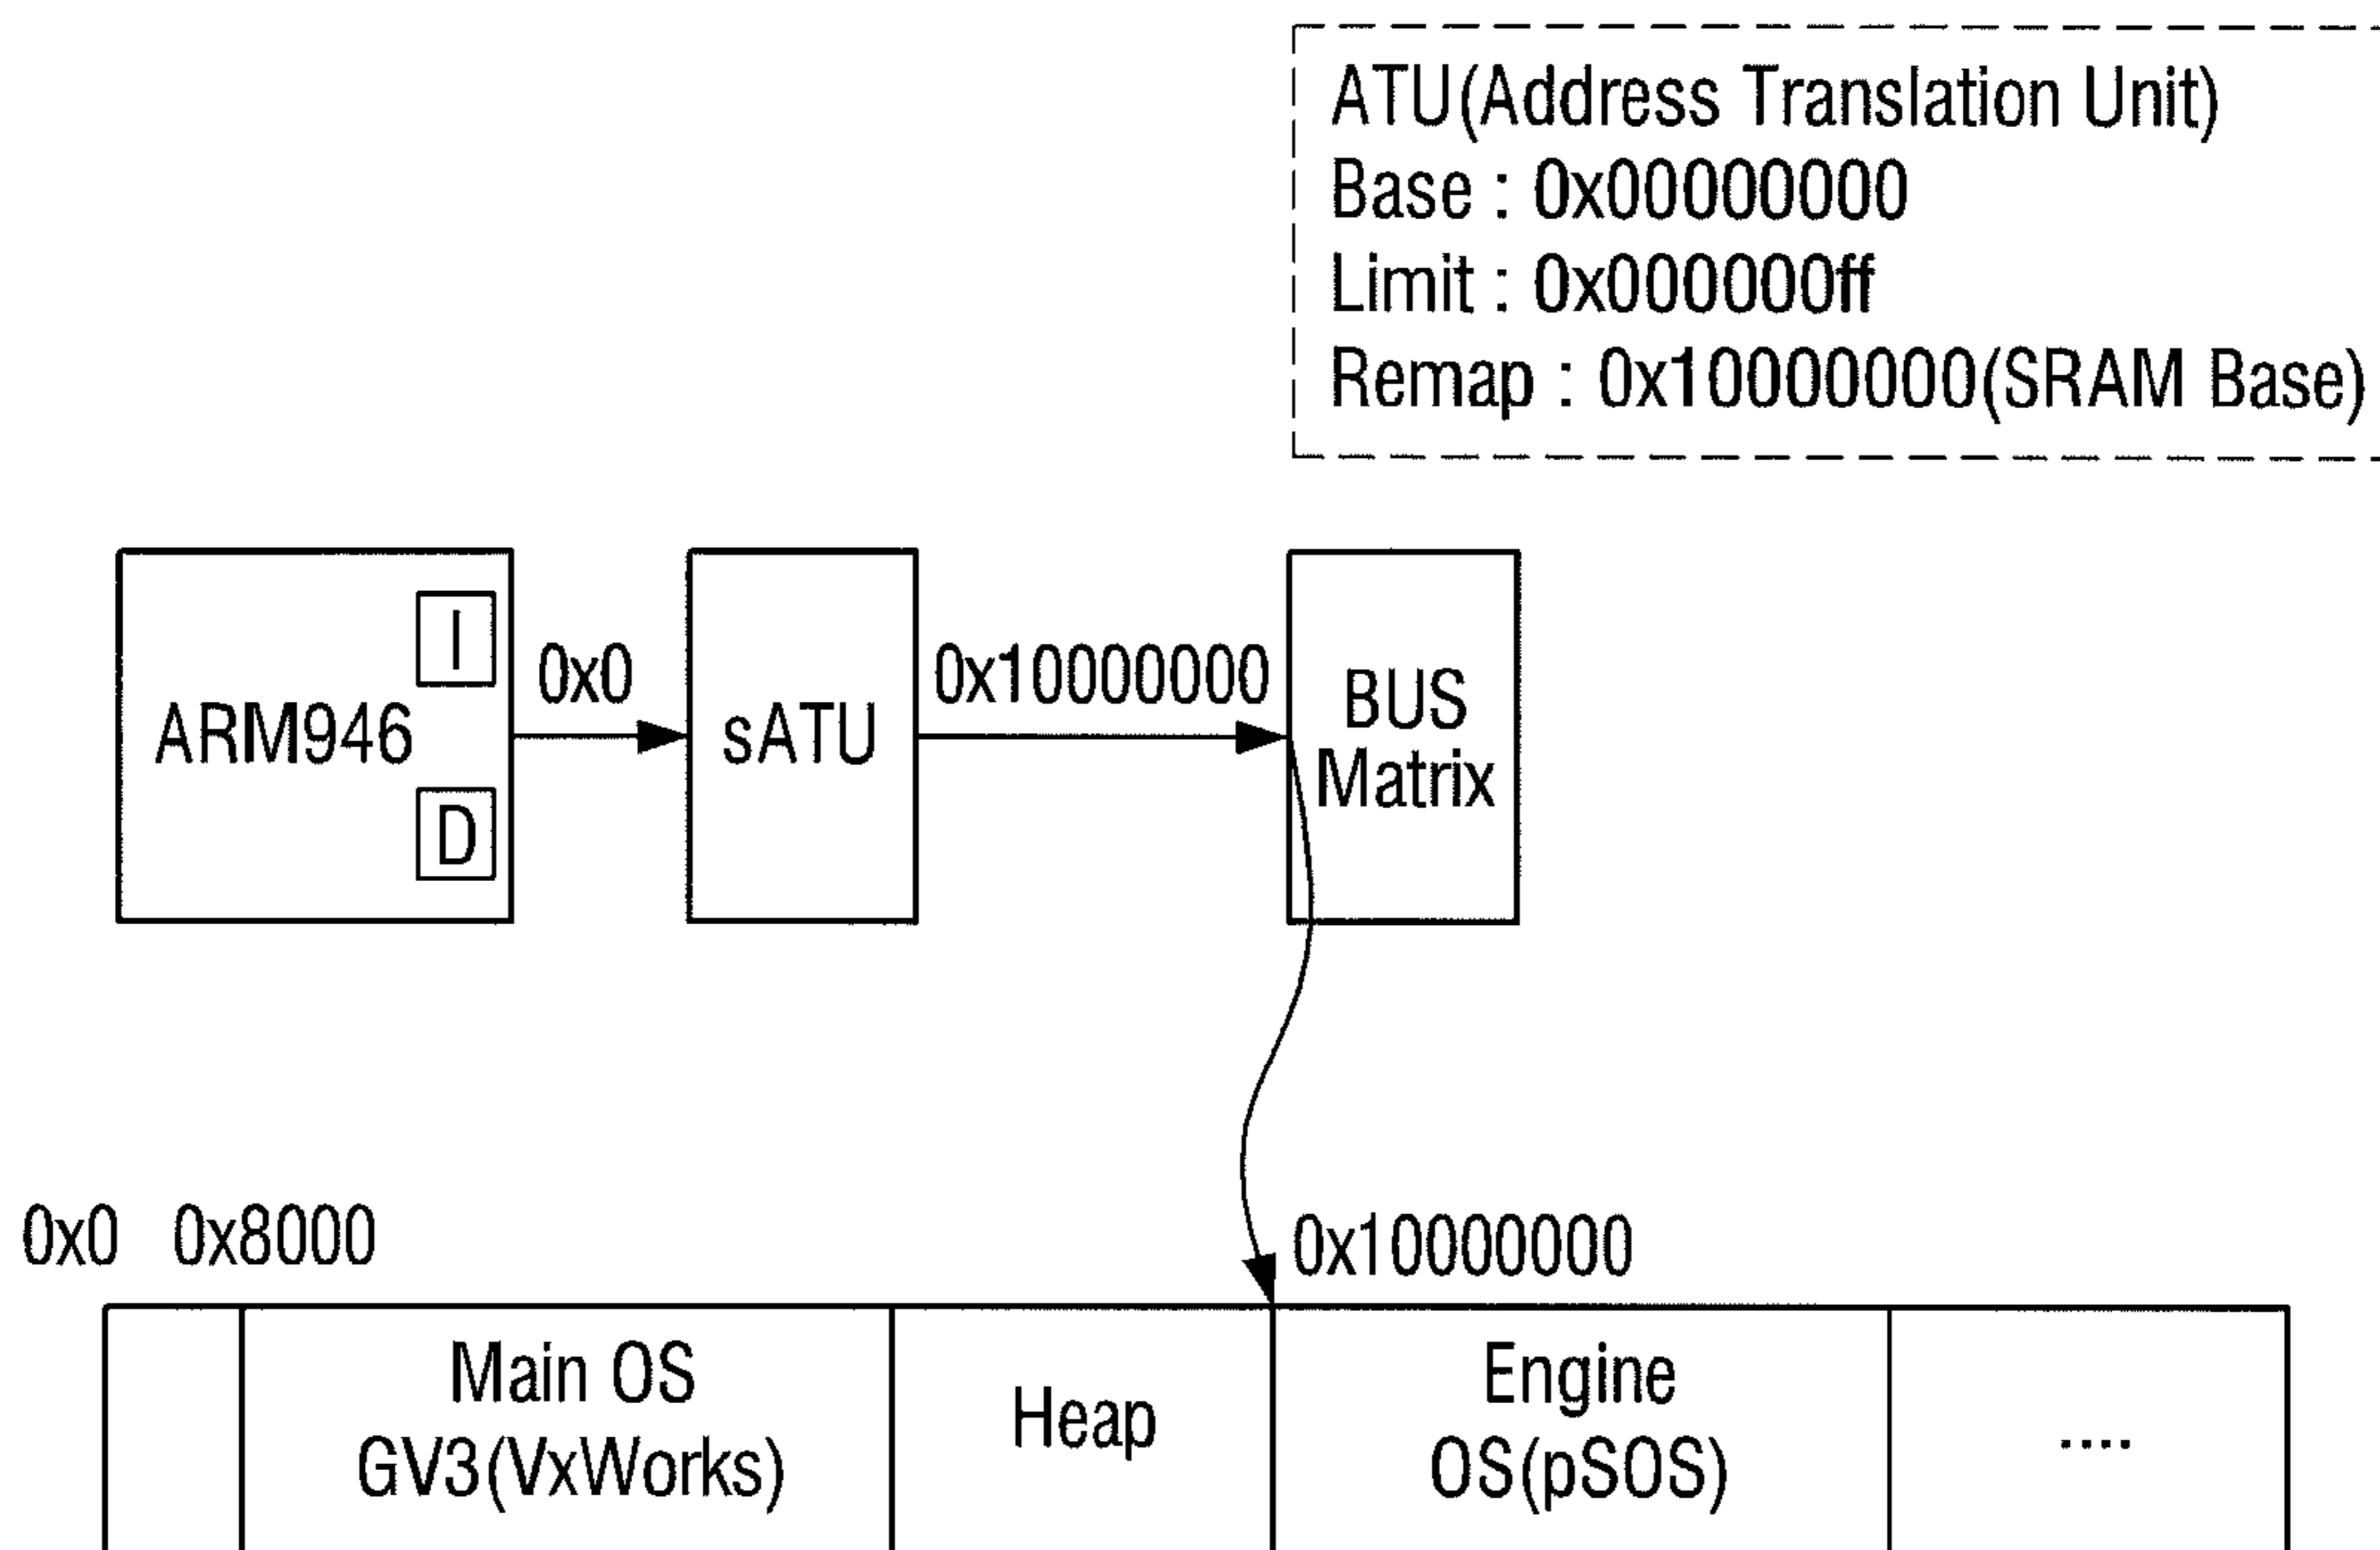 ATU(Address Translation Unit)
Base : 0x00000000
Limit : 0x000000ff
Remap : 0x10000000(SRAM Base)
ARM946
I
D
0x0
sATU
0x10000000
BUS
Matrix
0x0
0x8000
0x10000000
Main OS
GV3(VxWorks)
Heap
Engine
OS(pSOS)
....